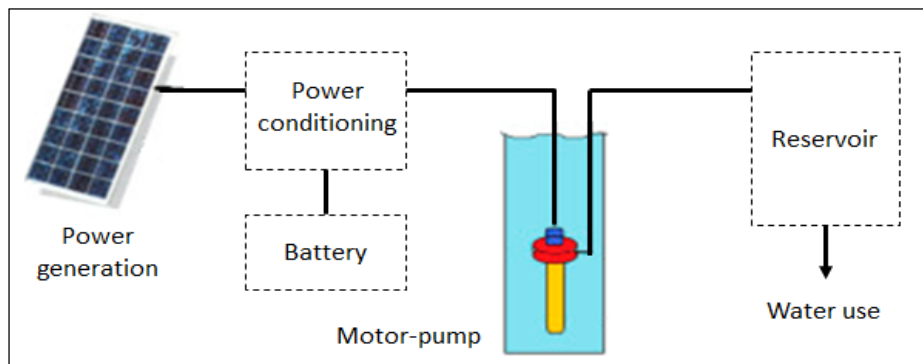 Power
generation
Power
conditioning
Battery
Motor-pump
Reservoir
Water use